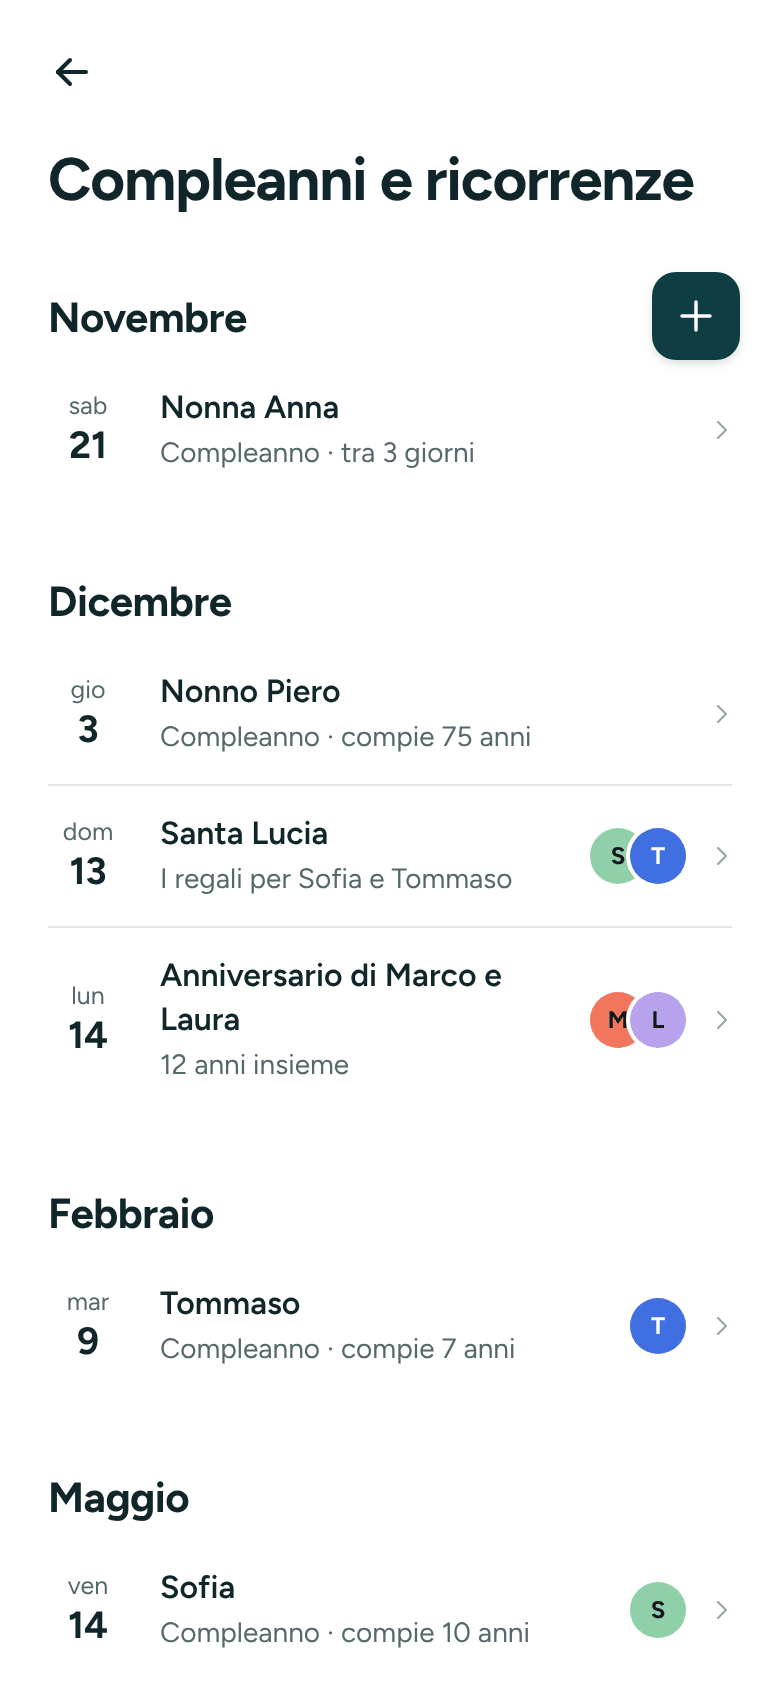 Compleanni e ricorrenze
Novembre
sab
21
Nonna Anna
Compleanno · tra 3 giorni
Dicembre
gio
3
Nonno Piero
Compleanno · compie 75 anni
dom
13
Santa Lucia
I regali per Sofia e Tommaso
S
T
lun
14
Anniversario di Marco e
Laura
12 anni insieme
M
L
Febbraio
mar
9
Tommaso
Compleanno · compie 7 anni
T
Maggio
ven
14
Sofia
Compleanno · compie 10 anni
S